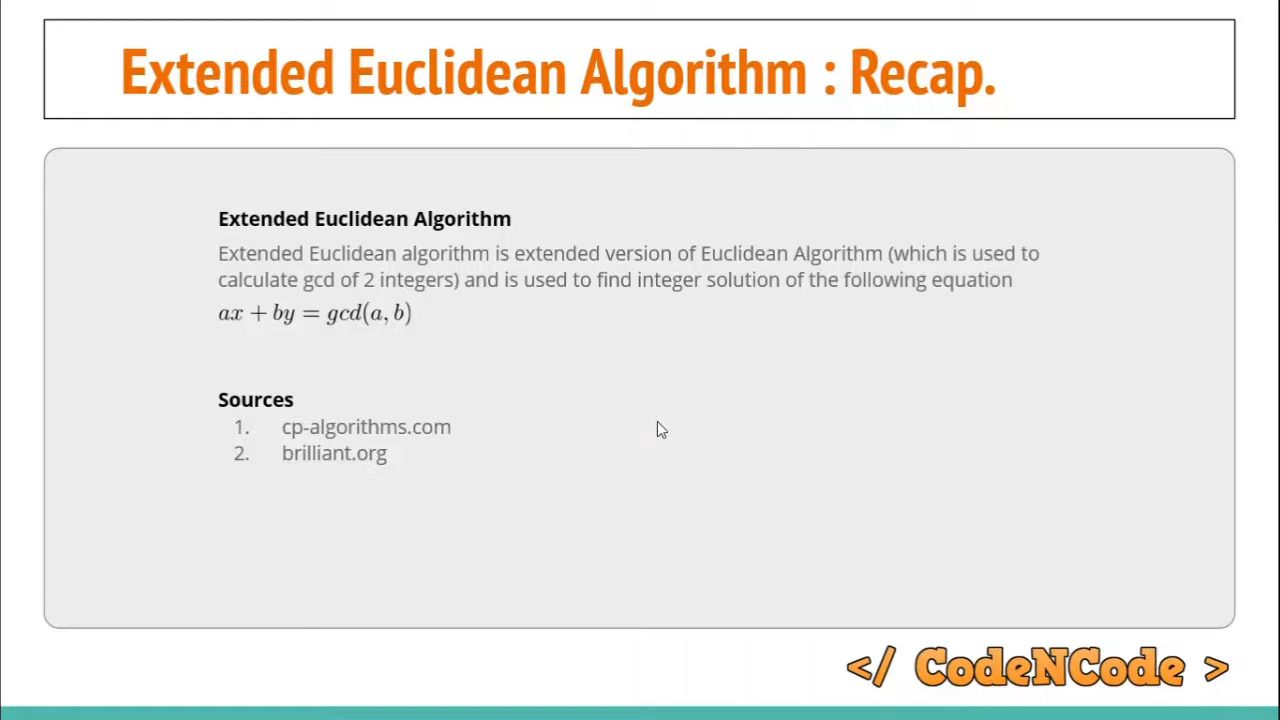 Extended Euclidean Algorithm : Recap.
Extended Euclidean Algorithm
Extended Euclidean algorithm is extended version of Euclidean Algorithm (which is used to
calculate gcd of 2 integers) and is used to find integer solution of the following equation
ax + by = gcd(a, b)
Sources
1. cp-algorithms.com
2. brilliant.org
</ CodeNCode >